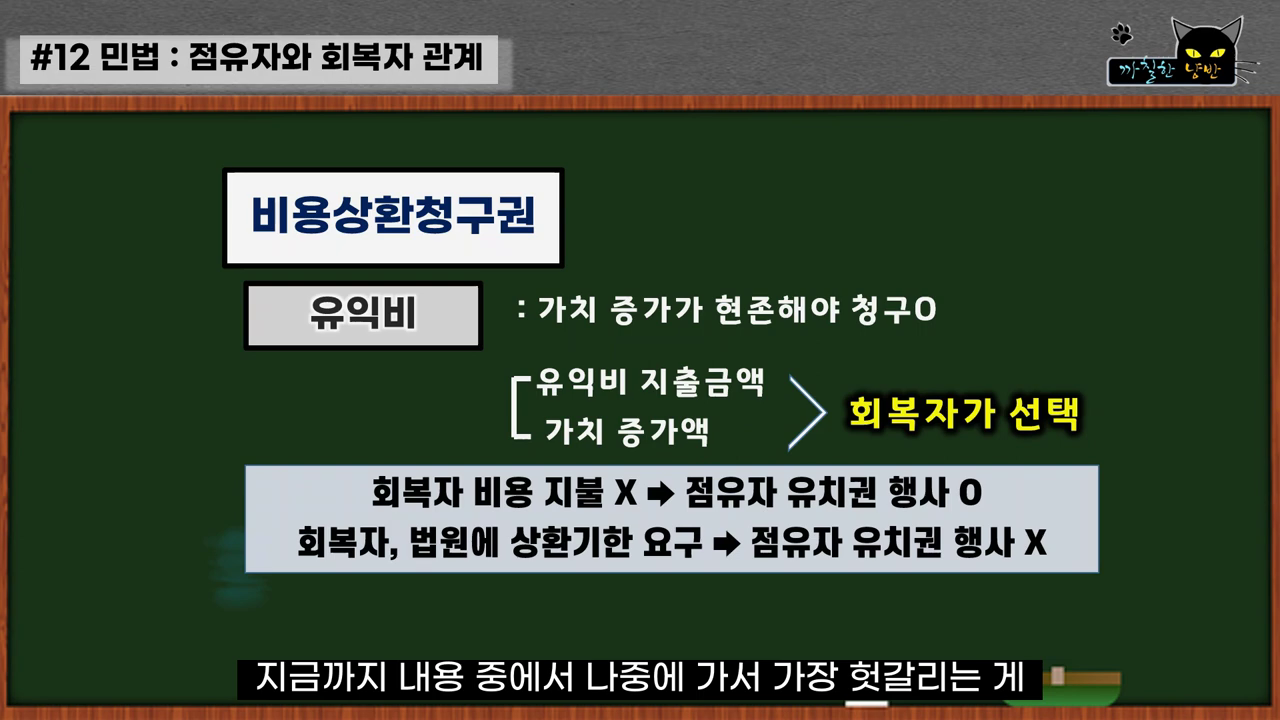 #12 민법 : 점유자와 회복자 관계
까칠한 냥반
비용상환청구권
유익비 : 가치 증가가 현존해야 청구O
유익비 지출금액
가치 증가액
회복자가 선택
회복자 비용 지불 X ➡ 점유자 유치권 행사 O
회복자, 법원에 상환기한 요구 ➡ 점유자 유치권 행사 X
지금까지 내용 중에서 나중에 가서 가장 헛갈리는 게